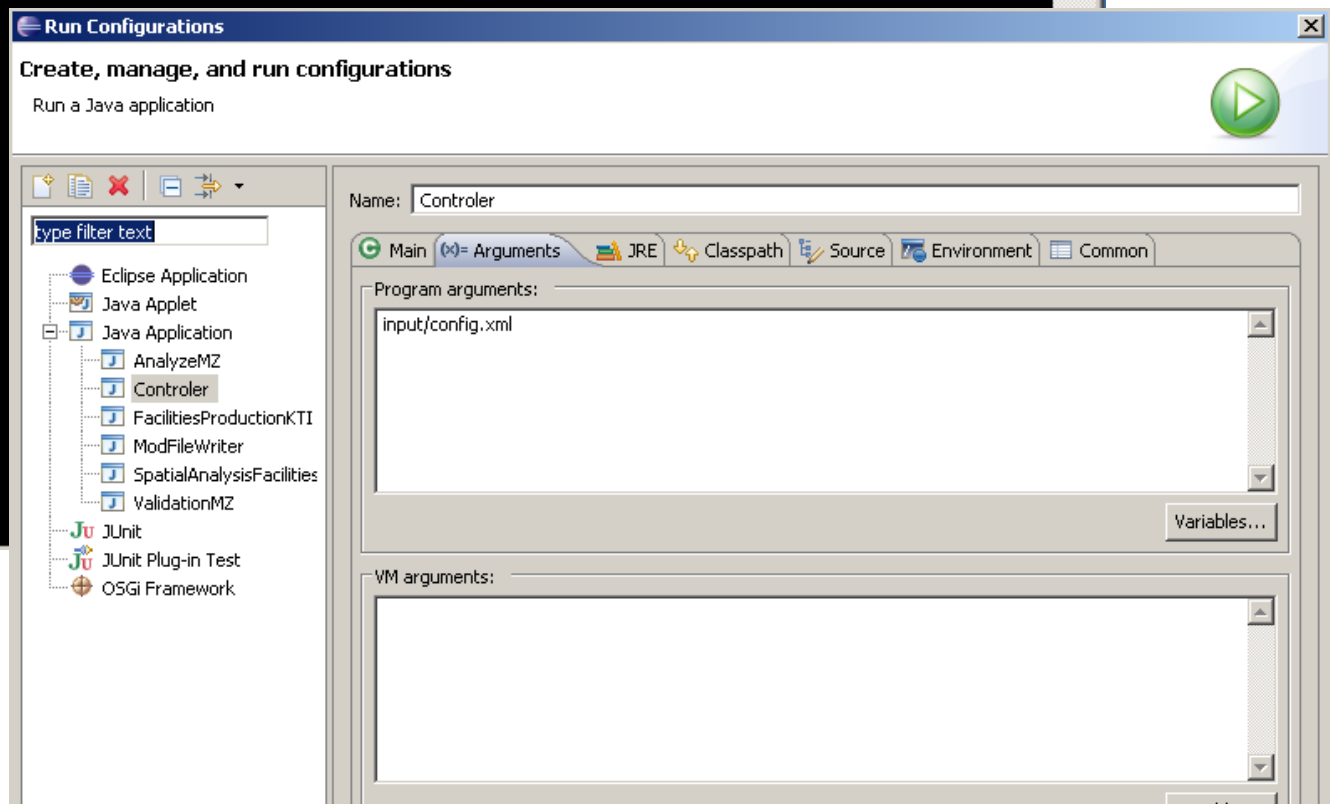 Run Configurations
Create, manage, and run configurations
Run a Java application
type filter text
Eclipse Application
Java Applet
Java Application
AnalyzeMZ
Controler
FacilitiesProductionKTI
ModFileWriter
SpatialAnalysisFacilities
ValidationMZ
JUnit
JUnit Plug-in Test
OSGi Framework
Name: Controler
Main (x)= Arguments JRE Classpath Source Environment Common
Program arguments:
input/config.xml
Variables...
VM arguments: